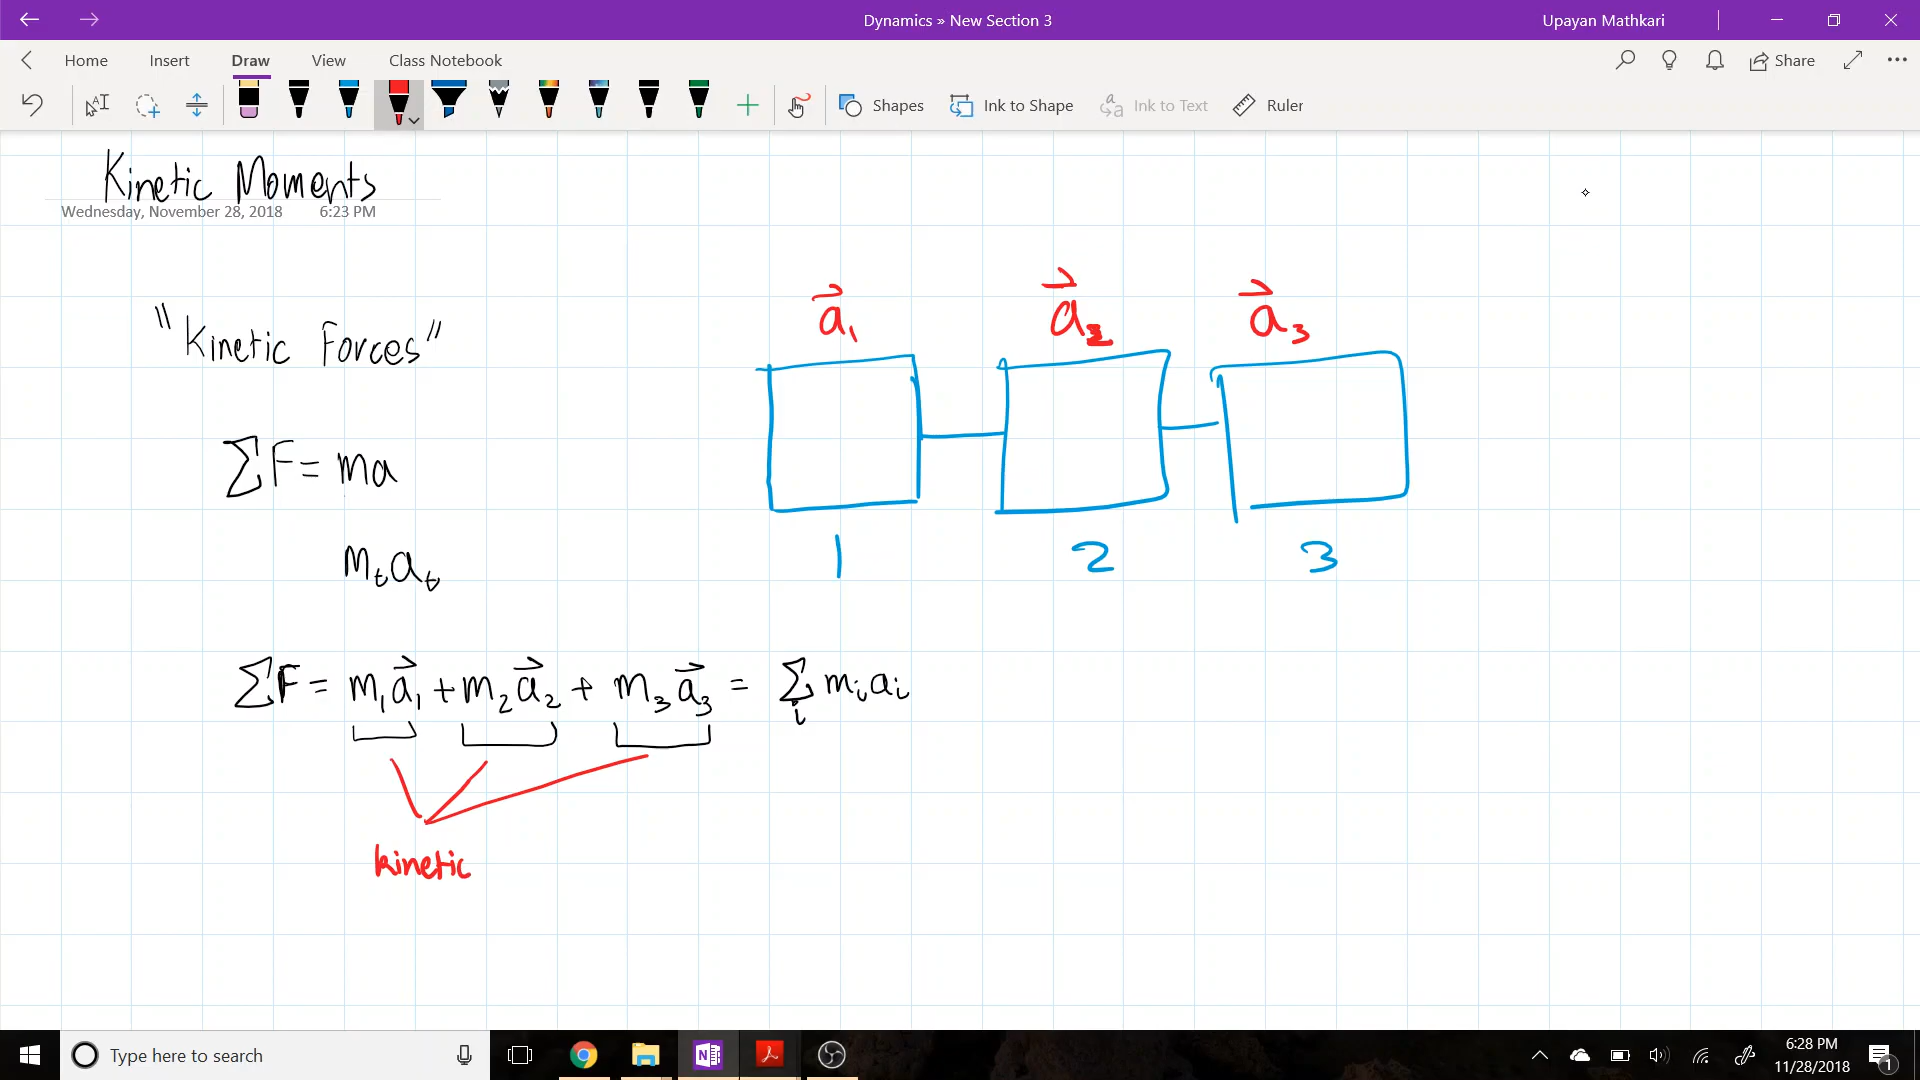 Dynamics » New Section 3
Upayan Mathkari
Home Insert Draw View Class Notebook
Share
Shapes Ink to Shape Ink to Text Ruler
Kinetic Moments
Wednesday, November 28, 2018 6:23 PM
"Kinetic Forces"
∑F = ma
mₜaₜ
∑F = m₁a⃗₁ + m₂a⃗₂ + m₃a⃗₃ = ∑ᵢ mᵢaᵢ
kinetic
a⃗₁ a⃗₂ a⃗₃
1 2 3
Type here to search
6:28 PM
11/28/2018
1